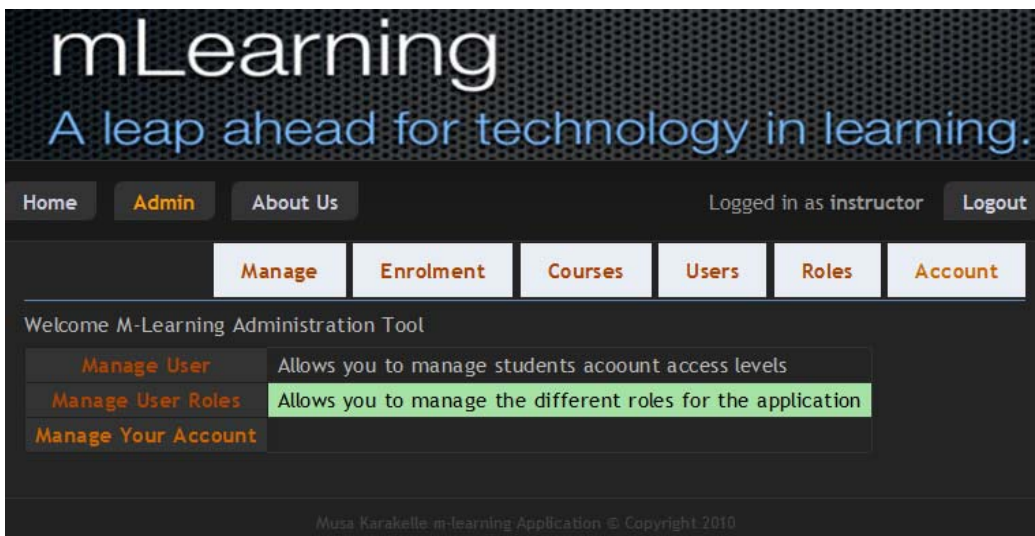 mLearning
A leap ahead for technology in learning.
Home Admin About Us Logged in as instructor Logout
Manage Enrolment Courses Users Roles Account
Welcome M-Learning Administration Tool
Manage User Allows you to manage students acoount access levels
Manage User Roles Allows you to manage the different roles for the application
Manage Your Account
Musa Karakelle m-learning Application © Copyright 2010